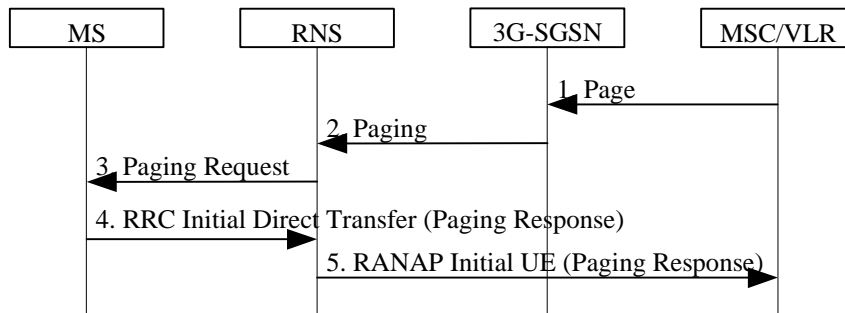 MS
RNS
3G-SGSN
MSC/VLR
1. Page
2. Paging
3. Paging Request
4. RRC Initial Direct Transfer (Paging Response)
5. RANAP Initial UE (Paging Response)